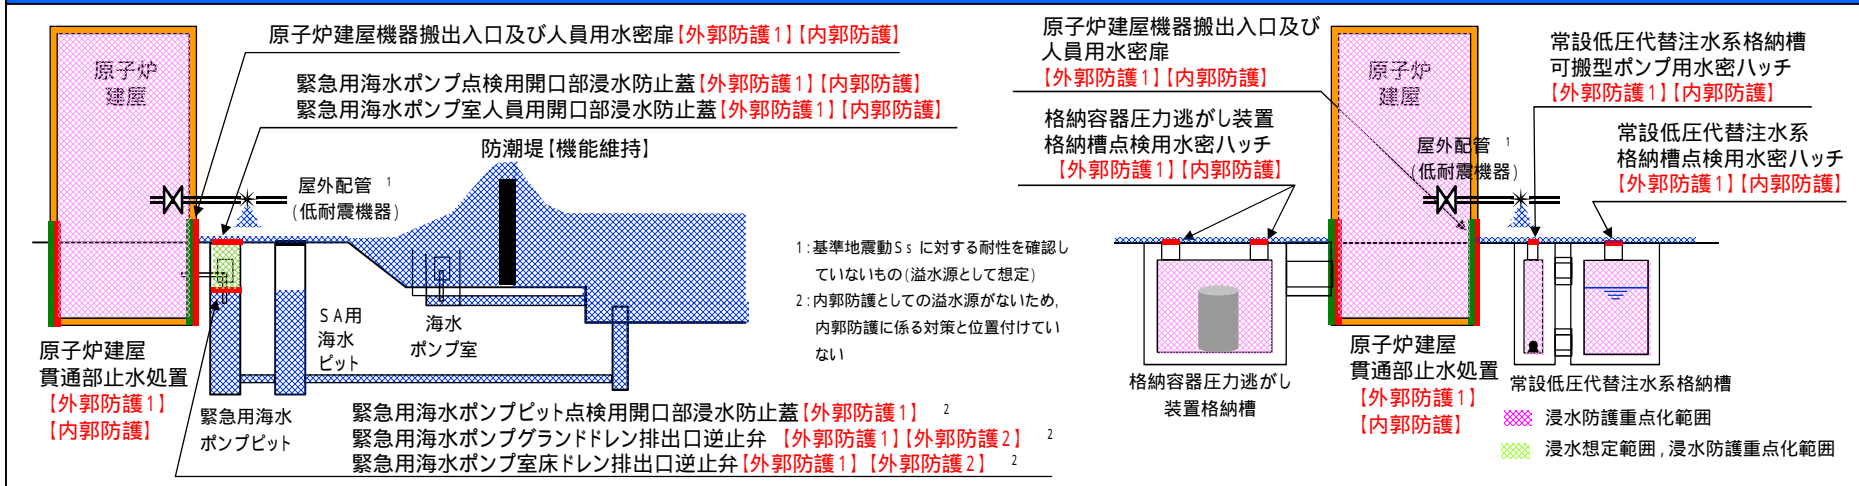 原子炉建屋機器搬出入口及び人員用水密扉【外郭防護1】【内郭防護】
原子炉
建屋
緊急用海水ポンプ点検用開口部浸水防止蓋【外郭防護1】【内郭防護】
緊急用海水ポンプ室人員用開口部浸水防止蓋【外郭防護1】【内郭防護】
防潮堤【機能維持】
屋外配管 1
(低耐震機器)
1:基準地震動Ssに対する耐性を確認し
ていないもの(溢水源として想定)
2:内郭防護としての溢水源がないため,
内郭防護に係る対策と位置付けてい
ない
SA用
海水
ピット
海水
ポンプ室
原子炉建屋
貫通部止水処置
【外郭防護1】
【内郭防護】
緊急用海水
ポンプピット
緊急用海水ポンプピット点検用開口部浸水防止蓋【外郭防護1】 2
緊急用海水ポンプグランドドレン排出口逆止弁 【外郭防護1】【外郭防護2】 2
緊急用海水ポンプ室床ドレン排出口逆止弁【外郭防護1】【外郭防護2】 2
原子炉建屋機器搬出入口及び
人員用水密扉
【外郭防護1】【内郭防護】
格納容器圧力逃がし装置
格納槽点検用水密ハッチ
【外郭防護1】【内郭防護】
原子炉
建屋
常設低圧代替注水系格納槽
可搬型ポンプ用水密ハッチ
【外郭防護1】【内郭防護】
屋外配管 1
(低耐震機器)
常設低圧代替注水系
格納槽点検用水密ハッチ
【外郭防護1】【内郭防護】
格納容器圧力逃がし
装置格納槽
原子炉建屋
貫通部止水処置
【外郭防護1】
【内郭防護】
常設低圧代替注水系格納槽
浸水防護重点化範囲
浸水想定範囲,浸水防護重点化範囲